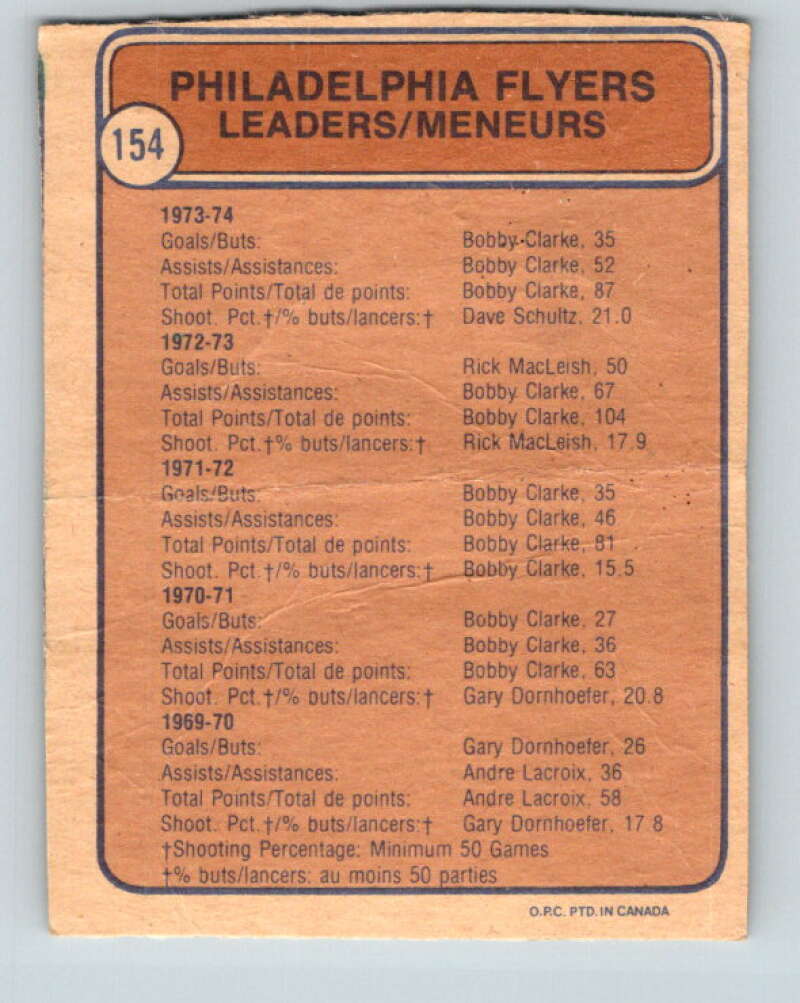 PHILADELPHIA FLYERS
LEADERS/MENEURS
154
1973-74
Goals/Buts: Bobby Clarke, 35
Assists/Assistances: Bobby Clarke, 52
Total Points/Total de points: Bobby Clarke, 87
Shoot. Pct.†/% buts/lancers:† Dave Schultz, 21.0
1972-73
Goals/Buts: Rick MacLeish, 50
Assists/Assistances: Bobby Clarke, 67
Total Points/Total de points: Bobby Clarke, 104
Shoot. Pct.†% buts/lancers:† Rick MacLeish, 17.9
1971-72
Goals/Buts: Bobby Clarke, 35
Assists/Assistances: Bobby Clarke, 46
Total Points/Total de points: Bobby Clarke, 81
Shoot. Pct.†/% buts/lancers:† Bobby Clarke, 15.5
1970-71
Goals/Buts: Bobby Clarke, 27
Assists/Assistances: Bobby Clarke, 36
Total Points/Total de points: Bobby Clarke, 63
Shoot. Pct.†/% buts/lancers:† Gary Dornhoefer, 20.8
1969-70
Goals/Buts: Gary Dornhoefer, 26
Assists/Assistances: Andre Lacroix, 36
Total Points/Total de points: Andre Lacroix, 58
Shoot. Pct.†/% buts/lancers:† Gary Dornhoefer, 17.8
†Shooting Percentage: Minimum 50 Games
†% buts/lancers: au moins 50 parties
O.P.C. PTD. IN CANADA